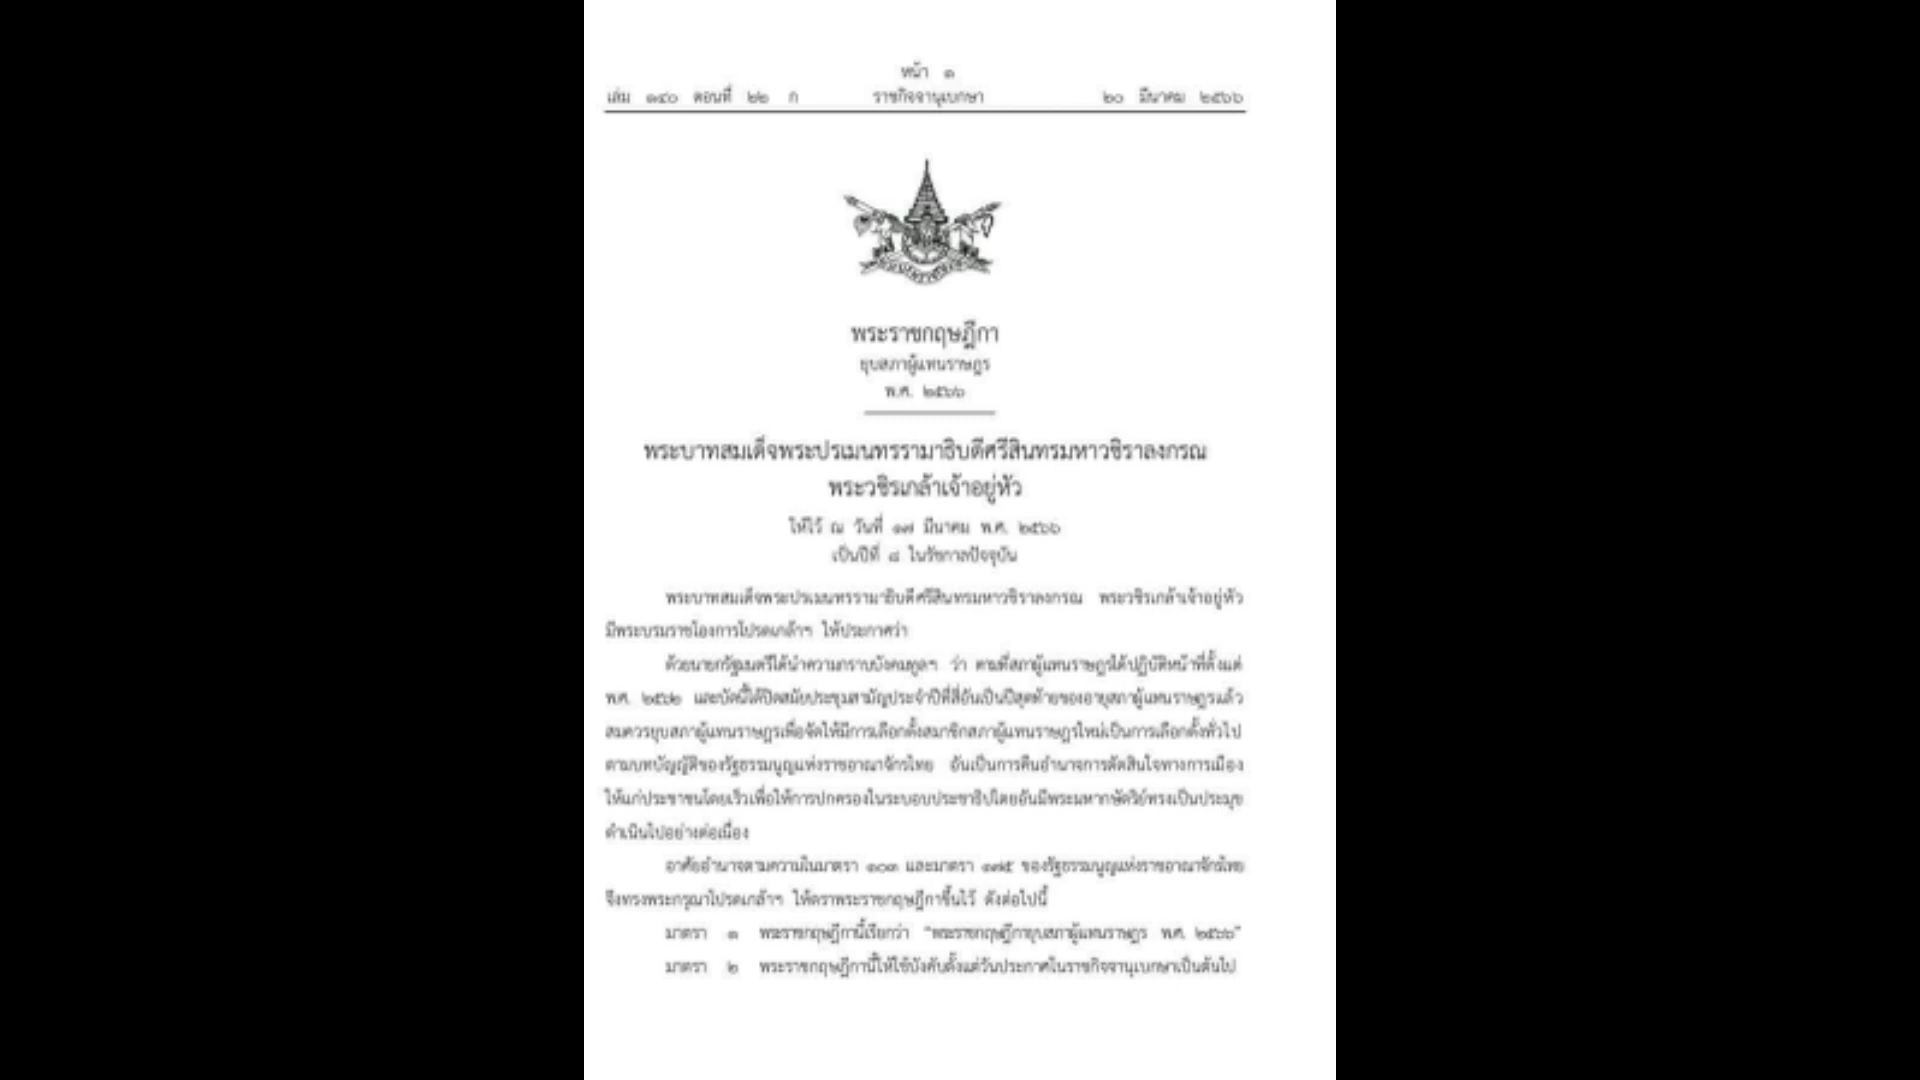 หน้า ๑
เล่ม ๑๔๐ ตอนที่ ๒๒ ก ราชกิจจานุเบกษา ๒๐ มีนาคม ๒๕๖๖
พระราชกฤษฎีกา
ยุบสภาผู้แทนราษฎร
พ.ศ. ๒๕๖๖
พระบาทสมเด็จพระปรเมนทรรามาธิบดีศรีสินทรมหาวชิราลงกรณ
พระวชิรเกล้าเจ้าอยู่หัว
ให้ไว้ ณ วันที่ ๑๗ มีนาคม พ.ศ. ๒๕๖๖
เป็นปีที่ ๘ ในรัชกาลปัจจุบัน
พระบาทสมเด็จพระปรเมนทรรามาธิบดีศรีสินทรมหาวชิราลงกรณ พระวชิรเกล้าเจ้าอยู่หัว
มีพระบรมราชโองการโปรดเกล้าฯ ให้ประกาศว่า
ด้วยนายกรัฐมนตรีได้นำความกราบบังคมทูลฯ ว่า ตามที่สภาผู้แทนราษฎรได้ปฏิบัติหน้าที่ตั้งแต่
พ.ศ. ๒๕๖๒ และบัดนี้ได้ปิดสมัยประชุมสามัญประจำปีที่สี่อันเป็นปีสุดท้ายของอายุสภาผู้แทนราษฎรแล้ว
สมควรยุบสภาผู้แทนราษฎรเพื่อจัดให้มีการเลือกตั้งสมาชิกสภาผู้แทนราษฎรใหม่เป็นการเลือกตั้งทั่วไป
ตามบทบัญญัติของรัฐธรรมนูญแห่งราชอาณาจักรไทย อันเป็นการคืนอำนาจการตัดสินใจทางการเมือง
ให้แก่ประชาชนโดยเร็วเพื่อให้การปกครองในระบอบประชาธิปไตยอันมีพระมหากษัตริย์ทรงเป็นประมุข
ดำเนินไปอย่างต่อเนื่อง
อาศัยอำนาจตามความในมาตรา ๑๐๓ และมาตรา ๑๗๕ ของรัฐธรรมนูญแห่งราชอาณาจักรไทย
จึงทรงพระกรุณาโปรดเกล้าฯ ให้ตราพระราชกฤษฎีกาขึ้นไว้ ดังต่อไปนี้
มาตรา ๑ พระราชกฤษฎีกานี้เรียกว่า “พระราชกฤษฎีกายุบสภาผู้แทนราษฎร พ.ศ. ๒๕๖๖”
มาตรา ๒ พระราชกฤษฎีกานี้ให้ใช้บังคับตั้งแต่วันประกาศในราชกิจจานุเบกษาเป็นต้นไป